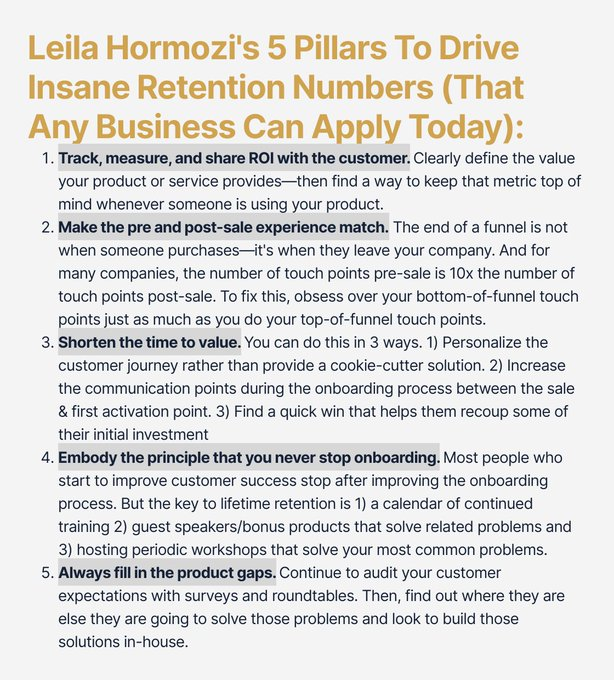 Leila Hormozi's 5 Pillars To Drive
Insane Retention Numbers (That
Any Business Can Apply Today):
1. Track, measure, and share ROI with the customer. Clearly define the value
your product or service provides—then find a way to keep that metric top of
mind whenever someone is using your product.
2. Make the pre and post-sale experience match. The end of a funnel is not
when someone purchases—it's when they leave your company. And for
many companies, the number of touch points pre-sale is 10x the number of
touch points post-sale. To fix this, obsess over your bottom-of-funnel touch
points just as much as you do your top-of-funnel touch points.
3. Shorten the time to value. You can do this in 3 ways. 1) Personalize the
customer journey rather than provide a cookie-cutter solution. 2) Increase
the communication points during the onboarding process between the sale
& first activation point. 3) Find a quick win that helps them recoup some of
their initial investment
4. Embody the principle that you never stop onboarding. Most people who
start to improve customer success stop after improving the onboarding
process. But the key to lifetime retention is 1) a calendar of continued
training 2) guest speakers/bonus products that solve related problems and
3) hosting periodic workshops that solve your most common problems.
5. Always fill in the product gaps. Continue to audit your customer
expectations with surveys and roundtables. Then, find out where they are
else they are going to solve those problems and look to build those
solutions in-house.